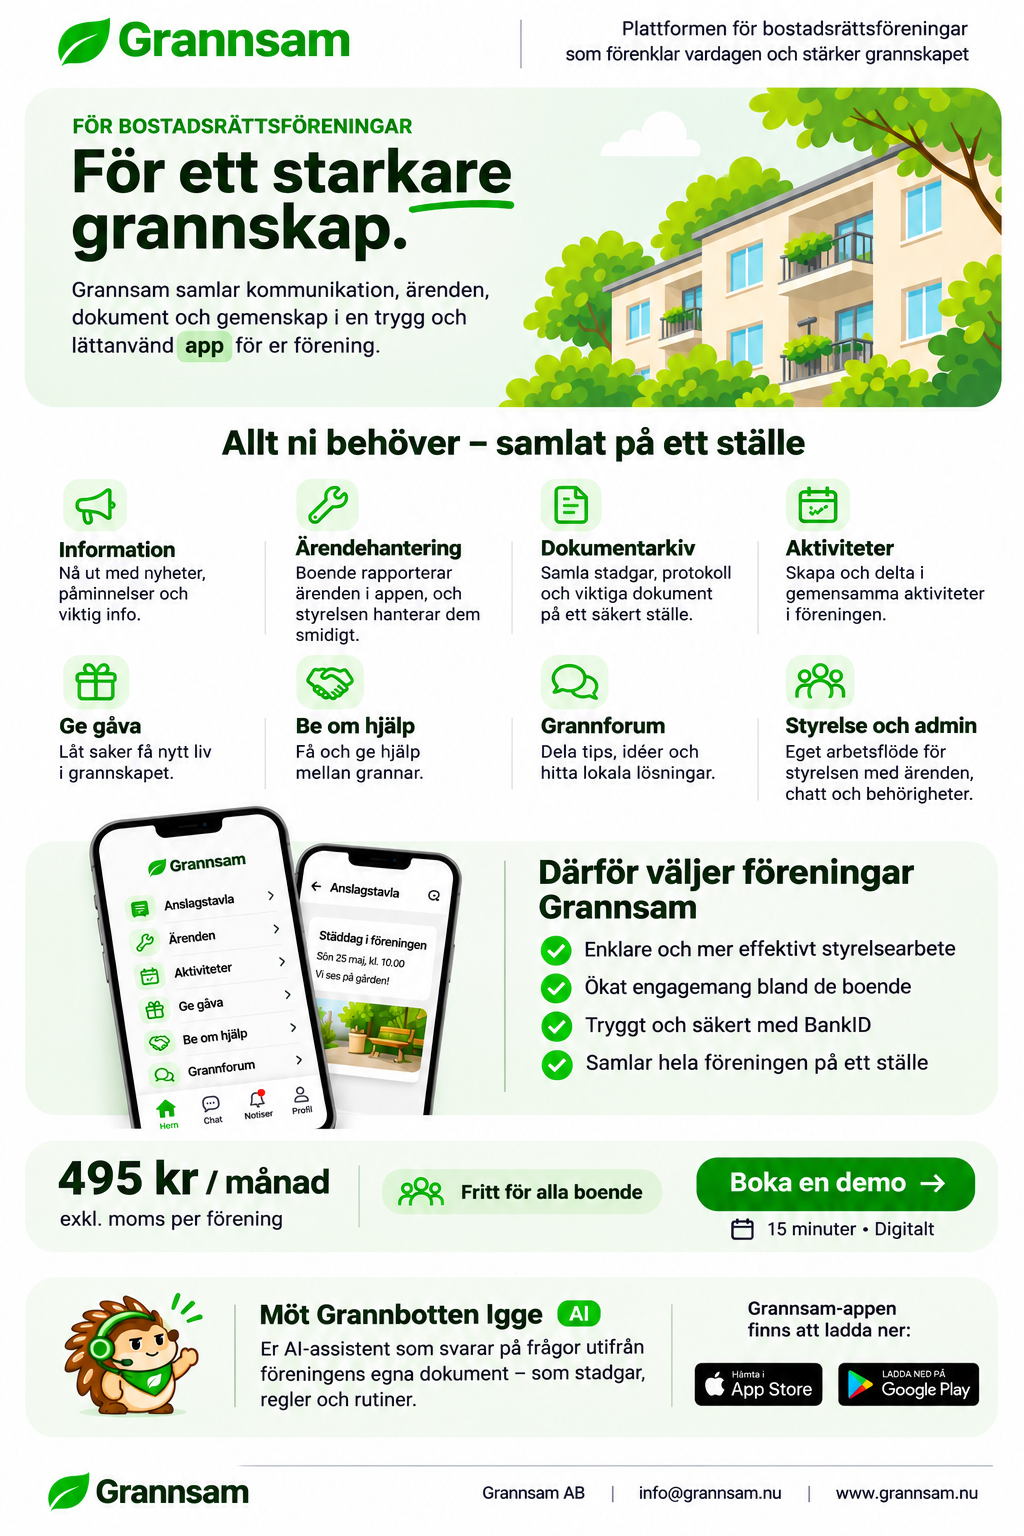 Grannsam
Plattformen för bostadsrättsföreningar
som förenklar vardagen och stärker grannskapet
FÖR BOSTADSRÄTTSFÖRENINGAR
För ett starkare
grannskap.
Grannsam samlar kommunikation, ärenden,
dokument och gemenskap i en trygg och
lättanvänd app för er förening.
Allt ni behöver – samlat på ett ställe
Information
Nå ut med nyheter,
påminnelser och
viktig info.
Ärendehantering
Boende rapporterar
ärenden i appen, och
styrelsen hanterar dem
smidigt.
Dokumentarkiv
Samla stadgar, protokoll
och viktiga dokument
på ett säkert ställe.
Aktiviteter
Skapa och delta i
gemensamma aktiviteter
i föreningen.
Ge gåva
Låt saker få nytt liv
i grannskapet.
Be om hjälp
Få och ge hjälp
mellan grannar.
Grannforum
Dela tips, idéer och
hitta lokala lösningar.
Styrelse och admin
Eget arbetsflöde för
styrelsen med ärenden,
chatt och behörigheter.
Grannsam
Anslagstavla
Ärenden
Aktiviteter
Ge gåva
Be om hjälp
Grannforum
Hem
Chat
Notiser
Profil
Anslagstavla
Städdag i föreningen
Sön 25 maj, kl. 10.00
Vi ses på gården!
Därför väljer föreningar
Grannsam
Enklare och mer effektivt styrelsearbete
Ökat engagemang bland de boende
Tryggt och säkert med BankID
Samlar hela föreningen på ett ställe
495 kr / månad
exkl. moms per förening
Fritt för alla boende
Boka en demo →
15 minuter • Digitalt
Möt Grannbotten Igge AI
Er AI-assistent som svarar på frågor utifrån
föreningens egna dokument – som stadgar,
regler och rutiner.
Grannsam-appen
finns att ladda ner:
Hämta i
App Store
LADDA NED PÅ
Google Play
Grannsam
Grannsam AB | info@grannsam.nu | www.grannsam.nu